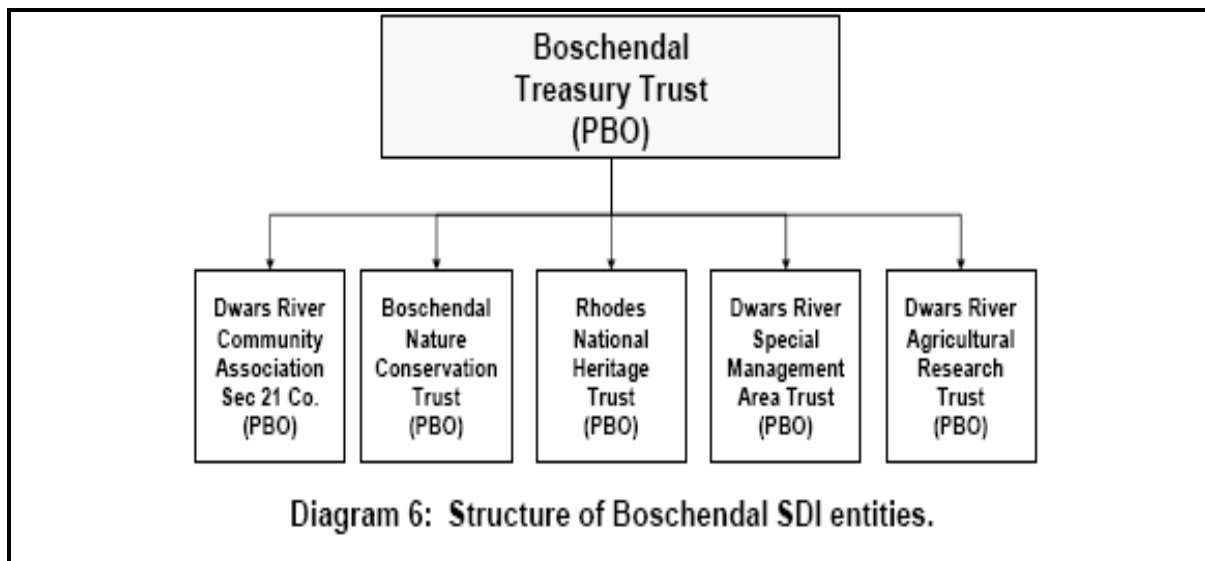 Boschendal
Treasury Trust
(PBO)
Dwars River
Community
Association
Sec 21 Co.
(PBO)
Boschendal
Nature
Conservation
Trust
(PBO)
Rhodes
National
Heritage
Trust
(PBO)
Dwars River
Special
Management
Area Trust
(PBO)
Dwars River
Agricultural
Research
Trust
(PBO)
Diagram 6: Structure of Boschendal SDI entities.